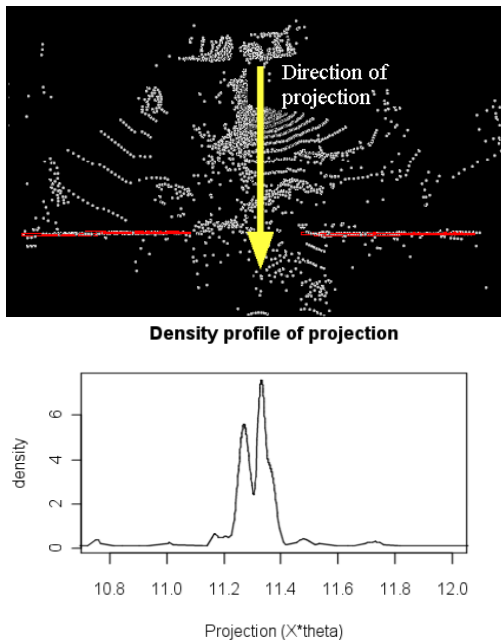 Direction of
projection
Density profile of projection
density
0
2
4
6
10.8 11.0 11.2 11.4 11.6 11.8 12.0
Projection (X*theta)